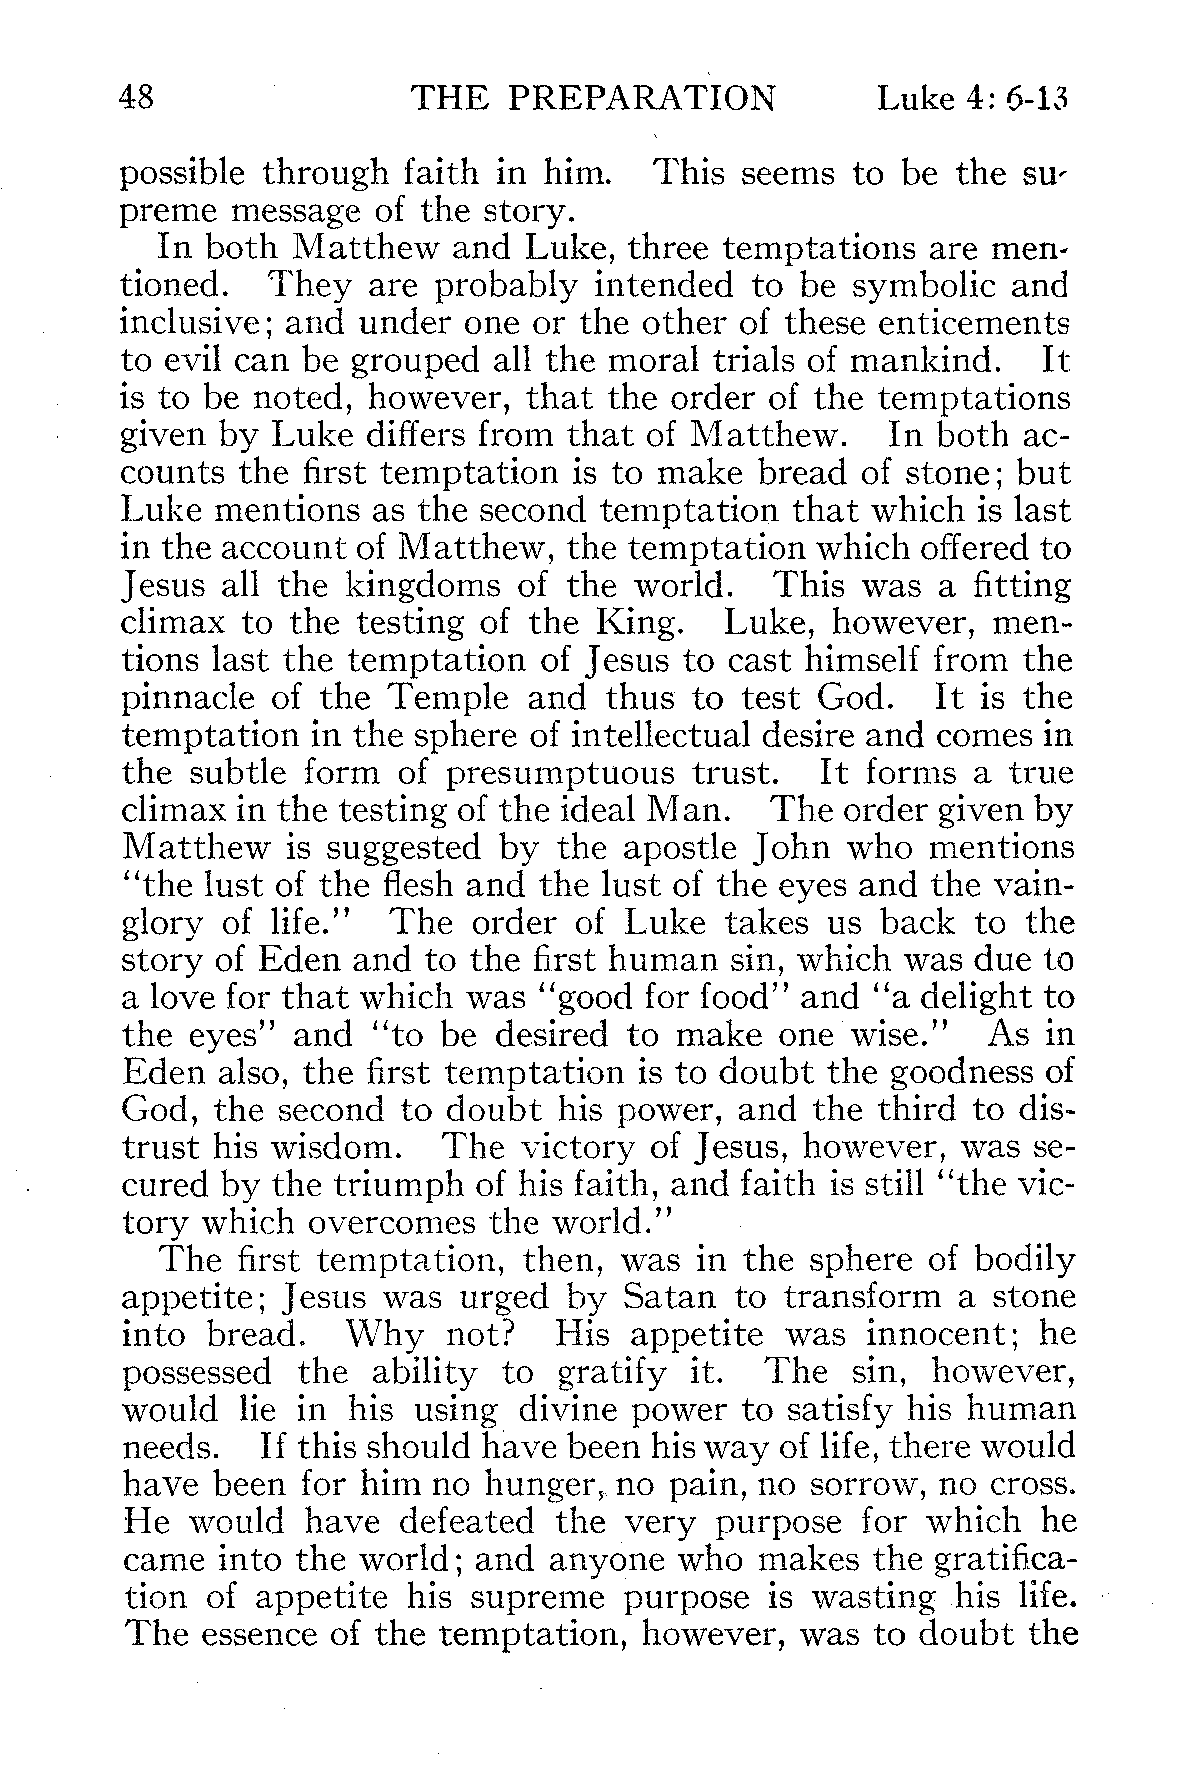 48 THE PREPARATION Luke 4: 6-13
possible through faith in him. This seems to be the su-
preme message of the story.
In both Matthew and Luke, three temptations are men-
tioned. They are probably intended to be symbolic and
inclusive; and under one or the other of these enticements
to evil can be grouped all the moral trials of mankind. It
is to be noted, however, that the order of the temptations
given by Luke differs from that of Matthew. In both ac-
counts the first temptation is to make bread of stone; but
Luke mentions as the second temptation that which is last
in the account of Matthew, the temptation which offered to
Jesus all the kingdoms of the world. This was a fitting
climax to the testing of the King. Luke, however, men-
tions last the temptation of Jesus to cast himself from the
pinnacle of the Temple and thus to test God. It is the
temptation in the sphere of intellectual desire and comes in
the subtle form of presumptuous trust. It forms a true
climax in the testing of the ideal Man. The order given by
Matthew is suggested by the apostle John who mentions
"the lust of the flesh and the lust of the eyes and the vain-
glory of life." The order of Luke takes us back to the
story of Eden and to the first human sin, which was due to
a love for that which was "good for food" and "a delight to
the eyes" and "to be desired to make one wise." As in
Eden also, the first temptation is to doubt the goodness of
God, the second to doubt his power, and the third to dis-
trust his wisdom. The victory of Jesus, however, was se-
cured by the triumph of his faith, and faith is still "the vic-
tory which overcomes the world."
The first temptation, then, was in the sphere of bodily
appetite; Jesus was urged by Satan to transform a stone
into bread. Why not? His appetite was innocent; he
possessed the ability to gratify it. The sin, however,
would lie in his using divine power to satisfy his human
needs. If this should have been his way of life, there would
have been for him no hunger, no pain, no sorrow, no cross.
He would have defeated the very purpose for which he
came into the world; and anyone who makes the gratifica-
tion of appetite his supreme purpose is wasting his life.
The essence of the temptation, however, was to doubt the